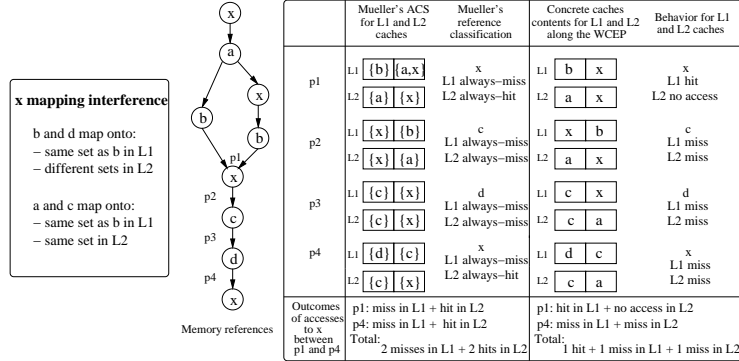 x mapping interference
b and d map onto:
– same set as b in L1
– different sets in L2
a and c map onto:
– same set as b in L1
– same set in L2
x
a
x
b
b
p1
x
p2
c
p3
d
p4
x
Memory references
Mueller's ACS
for L1 and L2
caches
Mueller's
reference
classification
Concrete caches
contents for L1 and L2
along the WCEP
Behavior for L1
and L2 caches
p1
L1 {b} {a,x}
L2 {a} {x}
x
L1 always–miss
L2 always–hit
L1 b x
L2 a x
x
L1 hit
L2 no access
p2
L1 {x} {b}
L2 {x} {a}
c
L1 always–miss
L2 always–miss
L1 x b
L2 a x
c
L1 miss
L2 miss
p3
L1 {c} {x}
L2 {c} {x}
d
L1 always–miss
L2 always–miss
L1 c x
L2 c a
d
L1 miss
L2 miss
p4
L1 {d} {c}
L2 {c} {x}
x
L1 always–miss
L2 always–hit
L1 d c
L2 c a
x
L1 miss
L2 miss
Outcomes
of accesses
to x
between
p1 and p4
p1: miss in L1 + hit in L2
p4: miss in L1 + hit in L2
Total:
2 misses in L1 + 2 hits in L2
p1: hit in L1 + no access in L2
p4: miss in L1 + miss in L2
Total:
1 hit + 1 miss in L1 + 1 miss in L2